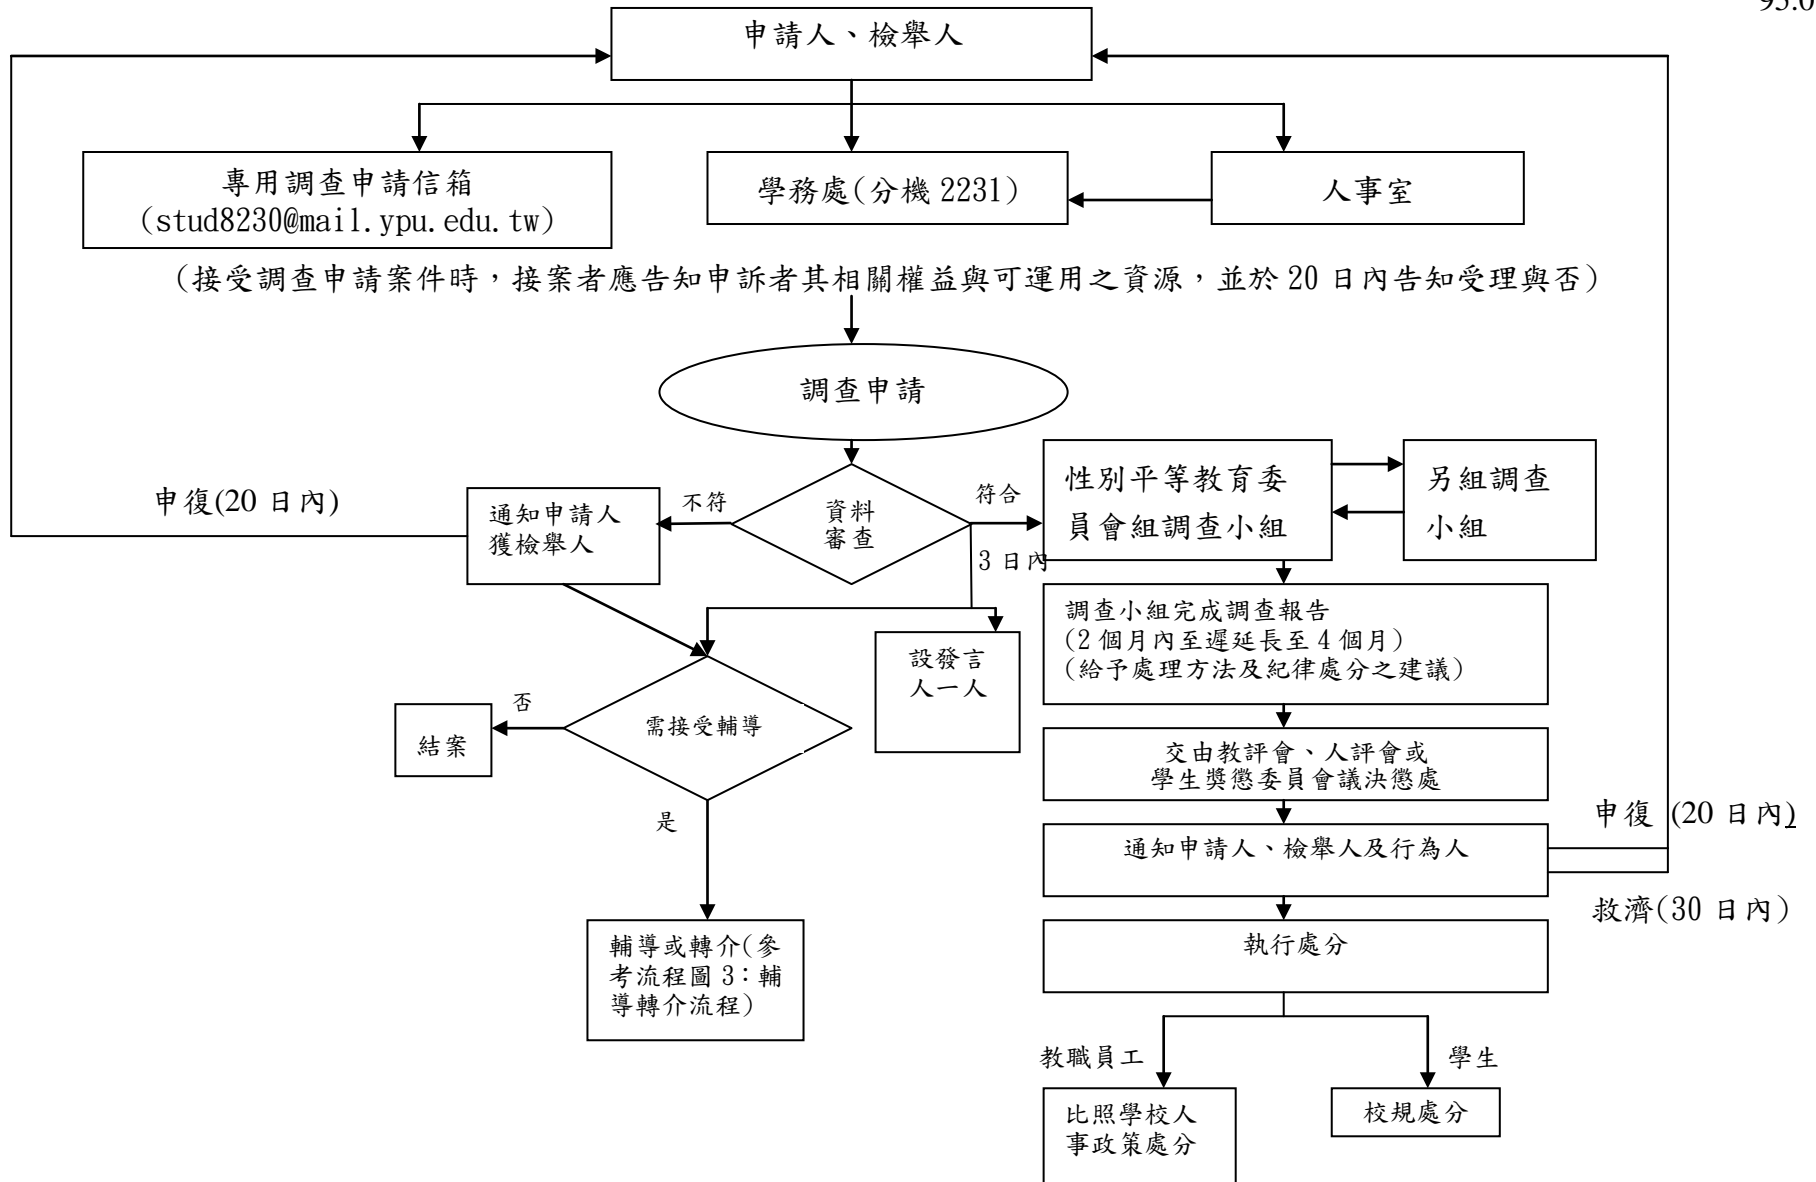 95.0
申請人、檢舉人
專用調查申請信箱
(stud8230@mail.ypu.edu.tw)
學務處(分機 2231)
人事室
(接受調查申請案件時，接案者應告知申訴者其相關權益與可運用之資源，並於 20 日內告知受理與否)
調查申請
申復(20 日內)
通知申請人
獲檢舉人
不符
資料
審查
符合
3 日內
性別平等教育委
員會組調查小組
另組調查
小組
調查小組完成調查報告
(2 個月內至遲延長至 4 個月)
(給予處理方法及紀律處分之建議)
設發言
人一人
否
結案
需接受輔導
是
交由教評會、人評會或
學生獎懲委員會議決懲處
申復 (20 日內)
通知申請人、檢舉人及行為人
救濟(30 日內)
輔導或轉介(參
考流程圖 3：輔
導轉介流程)
執行處分
教職員工
學生
比照學校人
事政策處分
校規處分